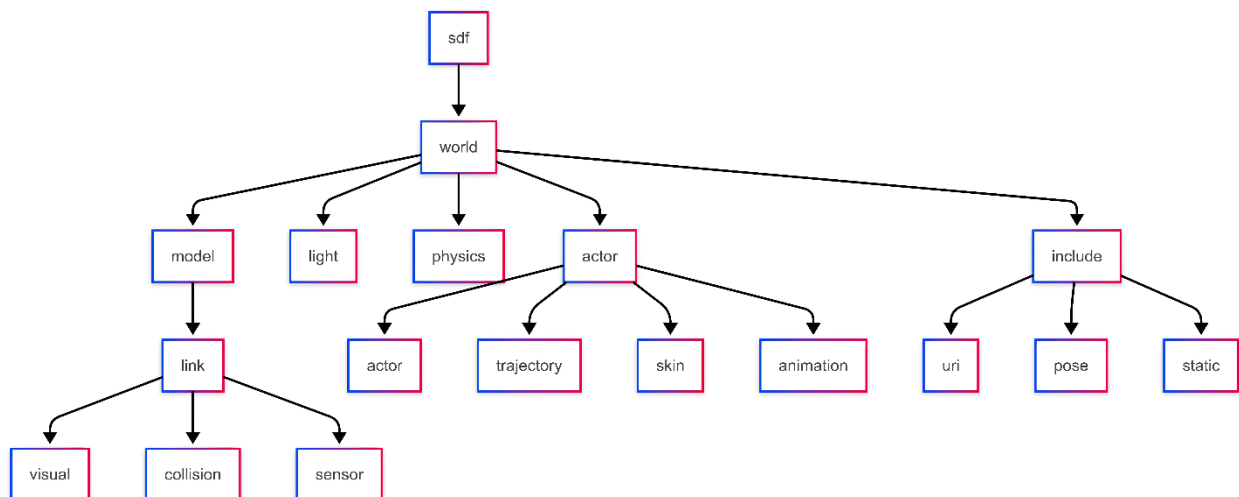 sdf
world
model
light
physics
actor
include
link
actor
trajectory
skin
animation
uri
pose
static
visual
collision
sensor